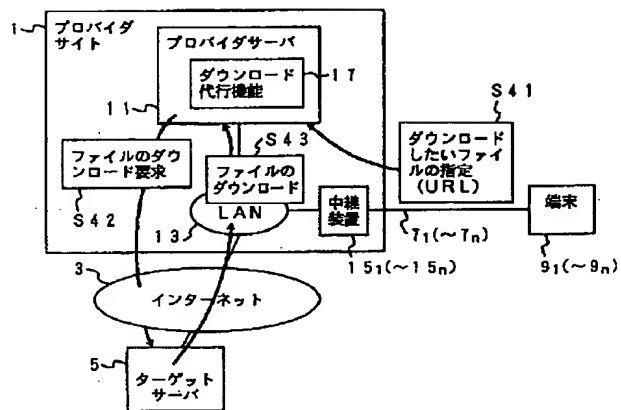 1
プロバイダ
サイト
プロバイダサーバ
ダウンロード
代行機能
17
11
S41
ダウンロード
したいファイ
ルの指定
(URL)
S43
ファイルのダウ
ンロード要求
S42
ファイルの
ダウンロード
LAN
13
中継
装置
15₁(~15n)
7₁(~7n)
端末
9₁(~9n)
3
インターネット
5
ターゲット
サーバ